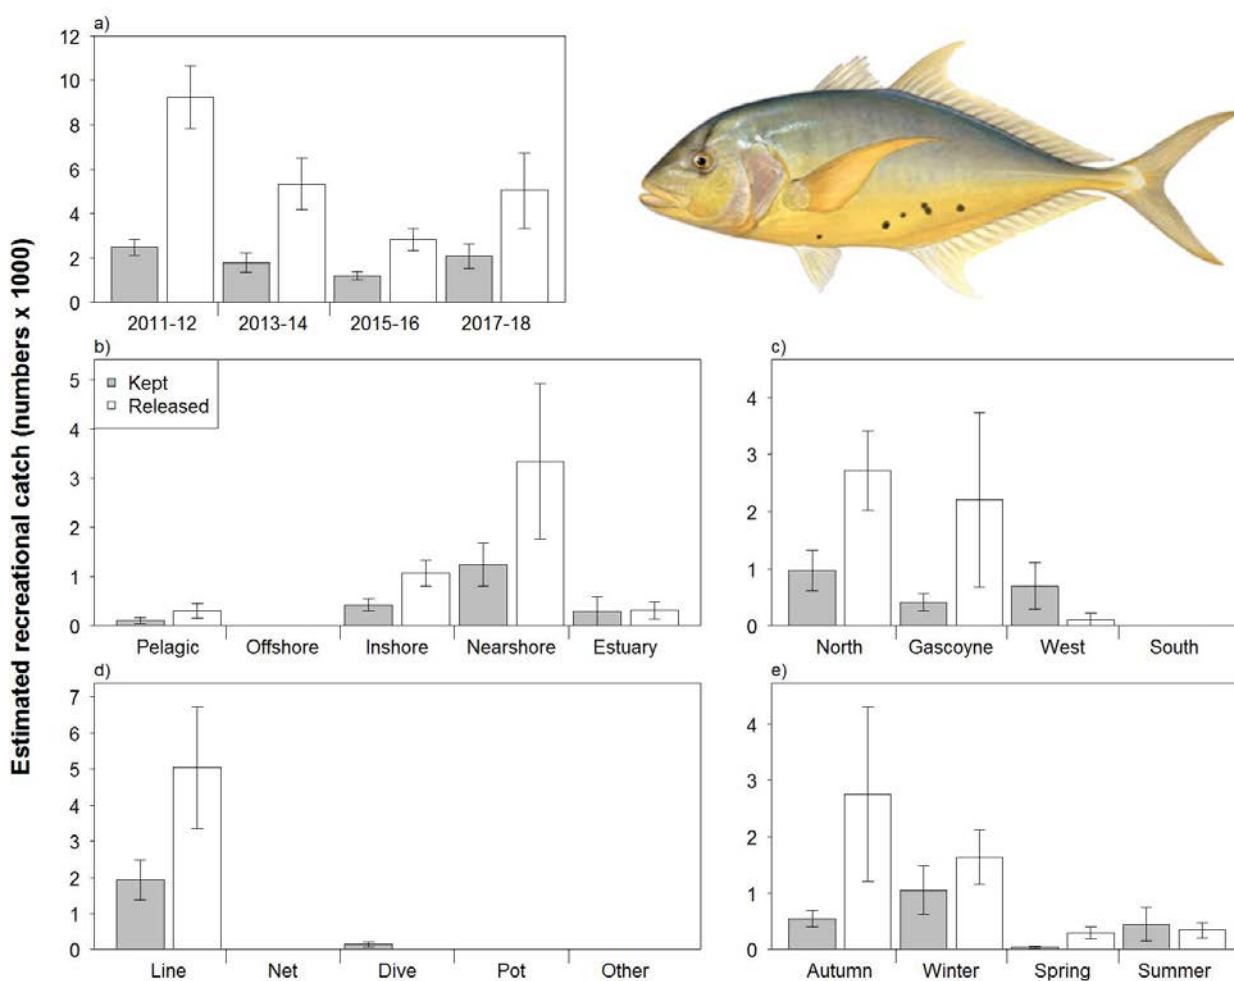 Estimated recreational catch (numbers x 1000)
a)
12
10
8
6
4
2
0
2011-12 2013-14 2015-16 2017-18
b)
5
4
3
2
1
0
Kept
Released
Pelagic Offshore Inshore Nearshore Estuary
c)
4
3
2
1
0
North Gascoyne West South
d)
7
6
5
4
3
2
1
0
Line Net Dive Pot Other
e)
4
3
2
1
0
Autumn Winter Spring Summer